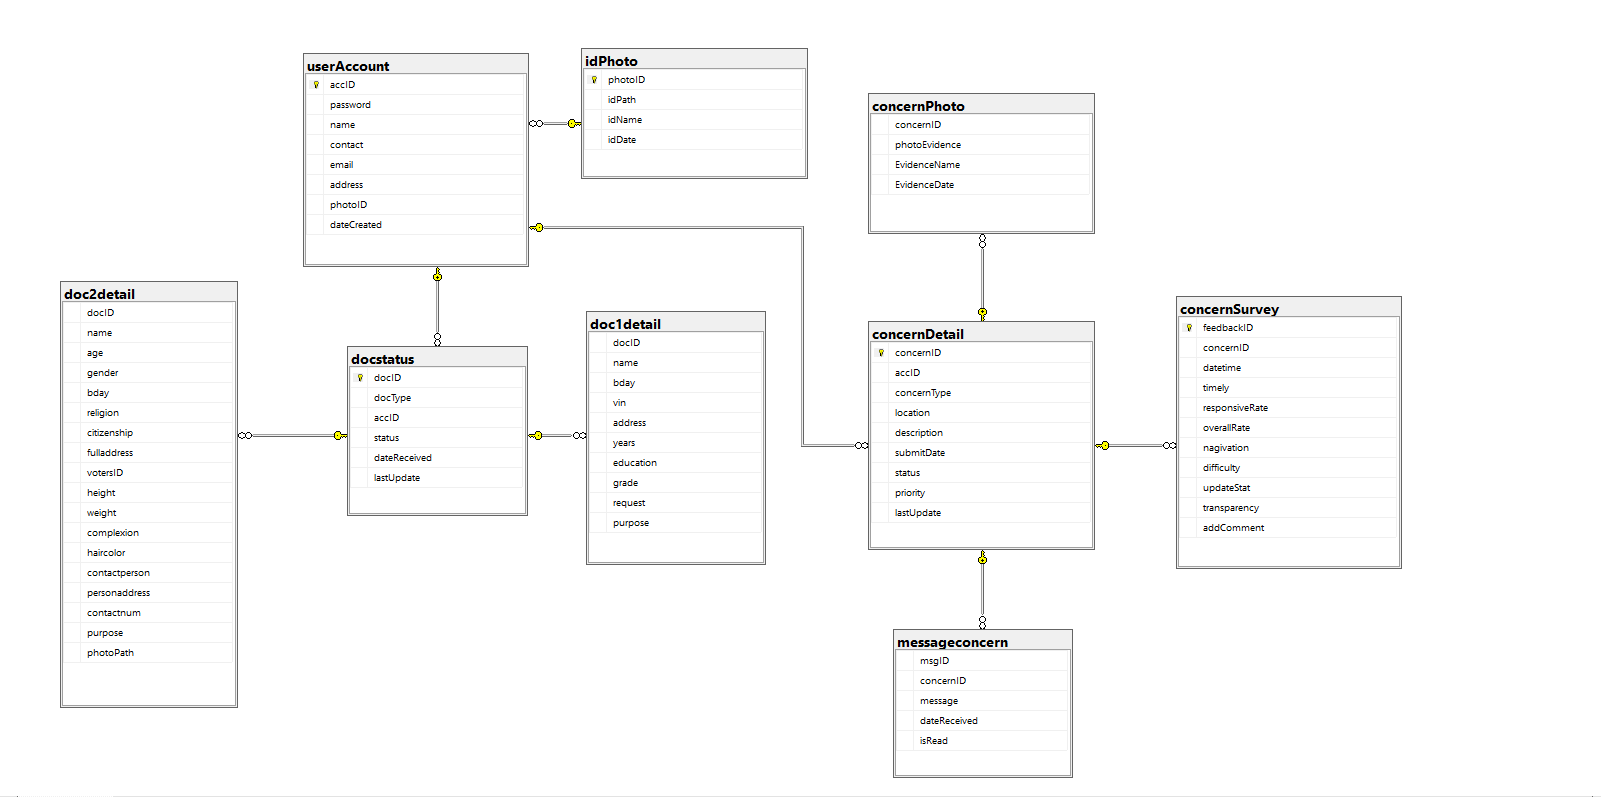 userAccount
accID
password
name
contact
email
address
photoID
dateCreated
idPhoto
photoID
idPath
idName
idDate
concernPhoto
concernID
photoEvidence
EvidenceName
EvidenceDate
doc2detail
docID
name
age
gender
bday
religion
citizenship
fulladdress
votersID
height
weight
complexion
haircolor
contactperson
personaddress
contactnum
purpose
photoPath
docstatus
docID
docType
accID
status
dateReceived
lastUpdate
doc1detail
docID
name
bday
vin
address
years
education
grade
request
purpose
concernDetail
concernID
accID
concernType
location
description
submitDate
status
priority
lastUpdate
concernSurvey
feedbackID
concernID
datetime
timely
responsiveRate
overallRate
nagivation
difficulty
updateStat
transparency
addComment
messageconcern
msgID
concernID
message
dateReceived
isRead